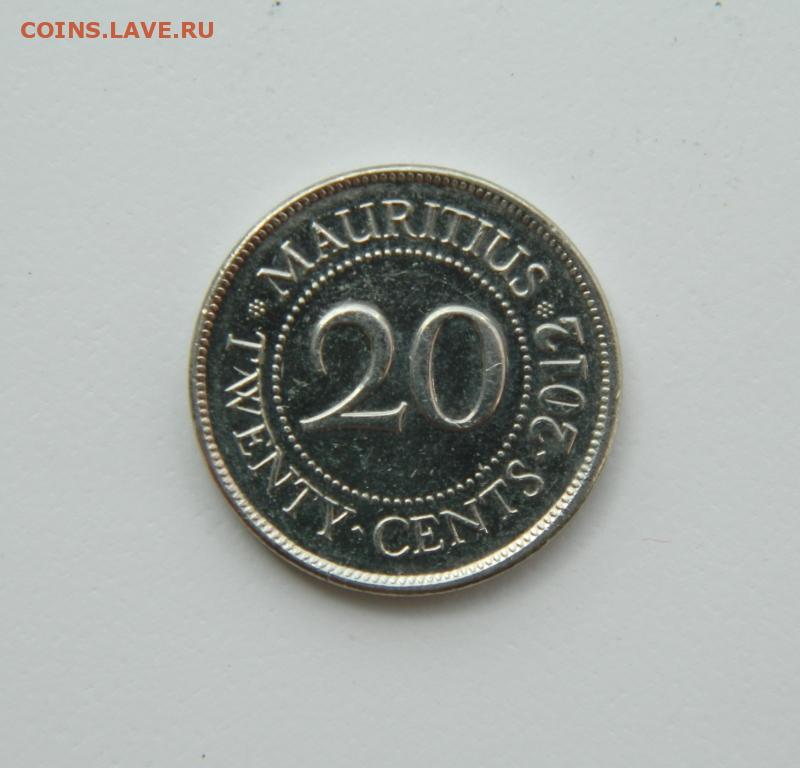 COINS.LAVE.RU
MAURITIUS
20
TWENTY CENTS 2012